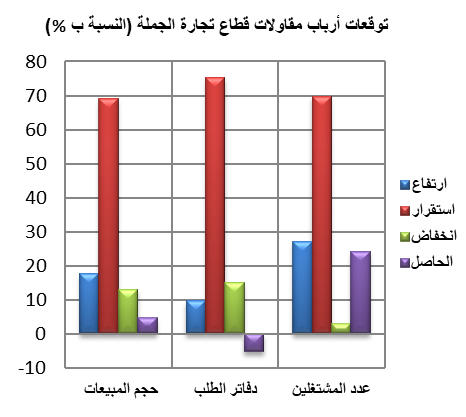 توقعات أرباب مقاولات قطاع تجارة الجملة (النسبة ب %)
80
70
60
50
40
30
20
10
0
-10
حجم المبيعات
دفاتر الطلب
عدد المشتغلين
ارتفاع
استقرار
انخفاض
الحاصل